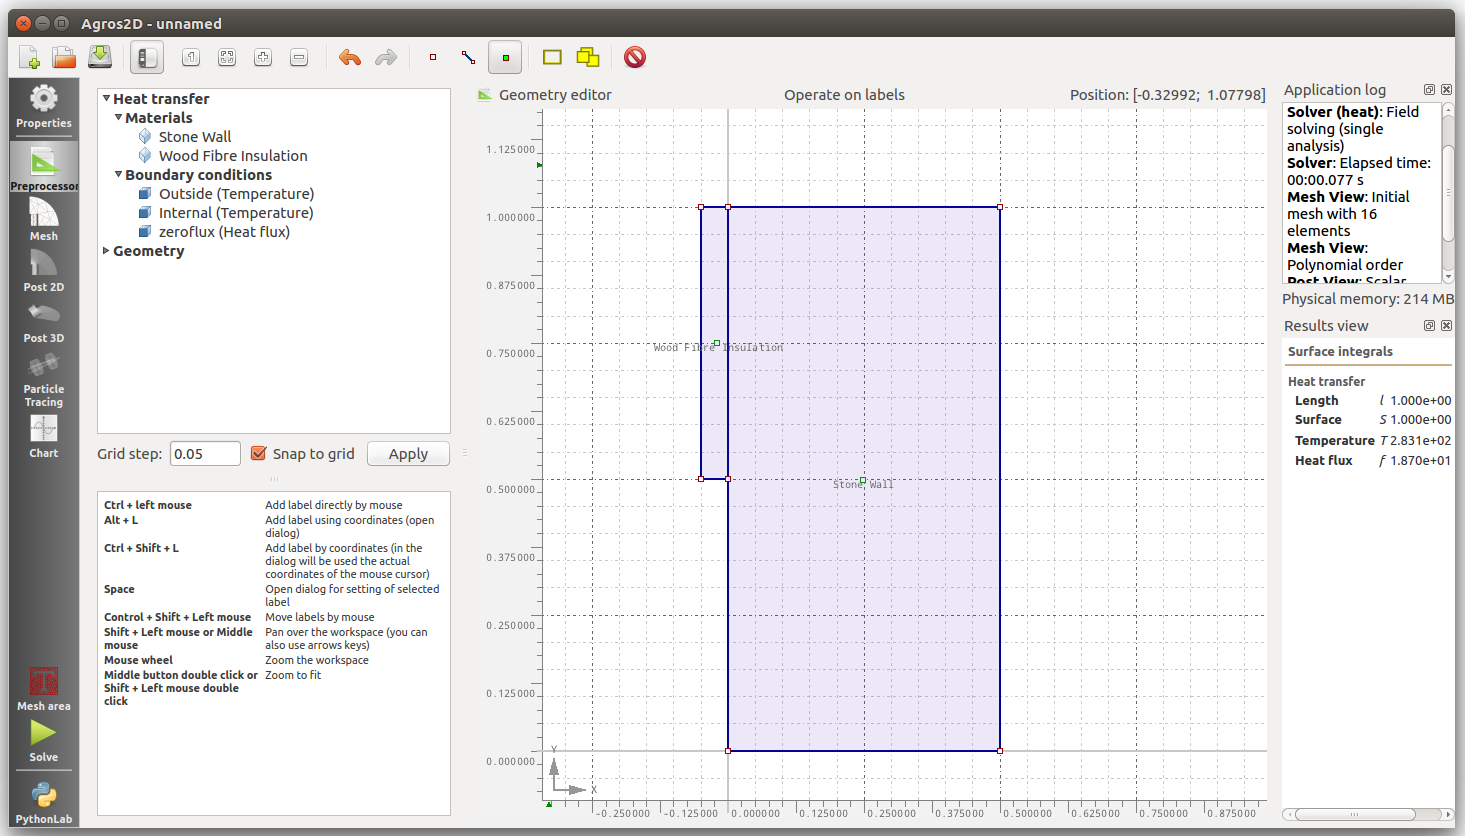 Agros2D - unnamed
Properties
Preprocessor
Mesh
Post 2D
Post 3D
Particle
Tracing
Chart
Mesh area
Solve
PythonLab
Heat transfer
Materials
Stone Wall
Wood Fibre Insulation
Boundary conditions
Outside (Temperature)
Internal (Temperature)
zeroflux (Heat flux)
Geometry
Grid step: 0.05 Snap to grid Apply
Ctrl + left mouse Add label directly by mouse
Alt + L Add label using coordinates (open
dialog)
Ctrl + Shift + L Add label by coordinates (in the
dialog will be used the actual
coordinates of the mouse cursor)
Space Open dialog for setting of selected
label
Control + Shift + Left mouse Move labels by mouse
Shift + Left mouse or Middle Pan over the workspace (you can
mouse also use arrows keys)
Mouse wheel Zoom the workspace
Middle button double click or Zoom to fit
Shift + Left mouse double
click
Geometry editor Operate on labels Position: [-0.32992; 1.07798]
1.125000
1.000000
0.875000
0.750000
0.625000
0.500000
0.375000
0.250000
0.125000
0.000000
Wood Fibre Insulation
Stone Wall
Y
X
-0.250000 -0.125000 0.000000 0.125000 0.250000 0.375000 0.500000 0.625000 0.750000 0.875000
Application log
Solver (heat): Field
solving (single
analysis)
Solver: Elapsed time:
00:00.077 s
Mesh View: Initial
mesh with 16
elements
Mesh View:
Polynomial order
Post View: Scalar
Physical memory: 214 MB
Results view
Surface integrals
Heat transfer
Length l 1.000e+00
Surface S 1.000e+00
Temperature T 2.831e+02
Heat flux f 1.870e+01